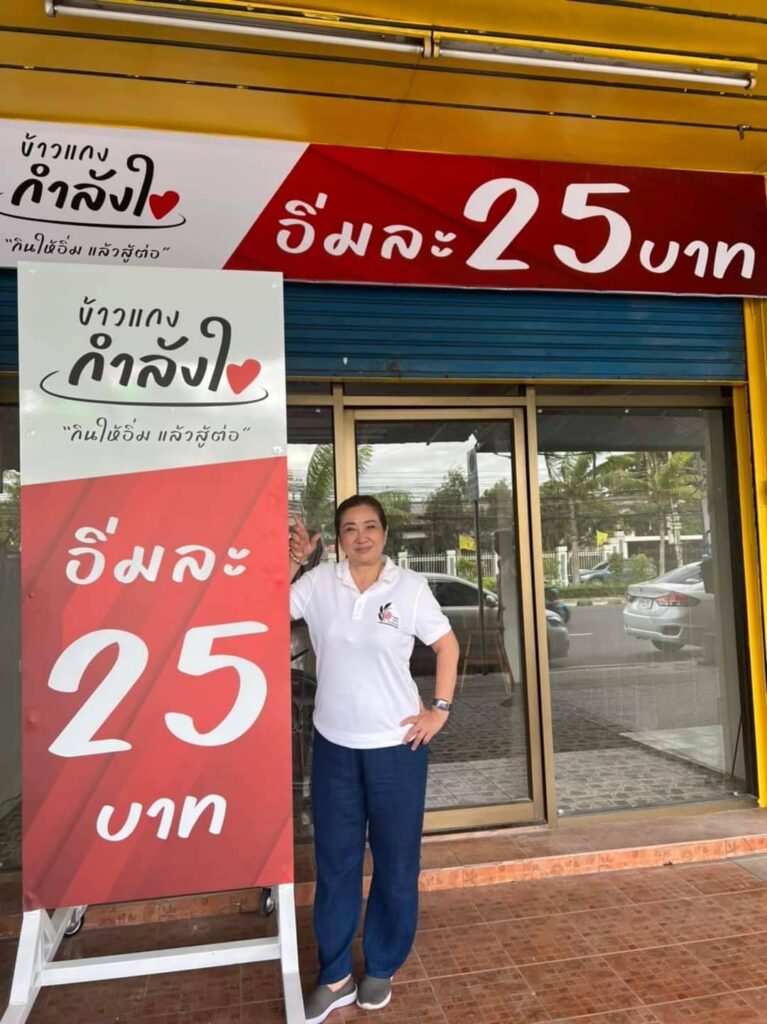 ข้าวแกง
กำลังใ
"กินให้อิ่ม แล้วสู้ต่อ"
อิ่มละ 25 บาท
ข้าวแกง
กำลังใ
"กินให้อิ่ม แล้วสู้ต่อ"
อิ่มละ
25
บาท